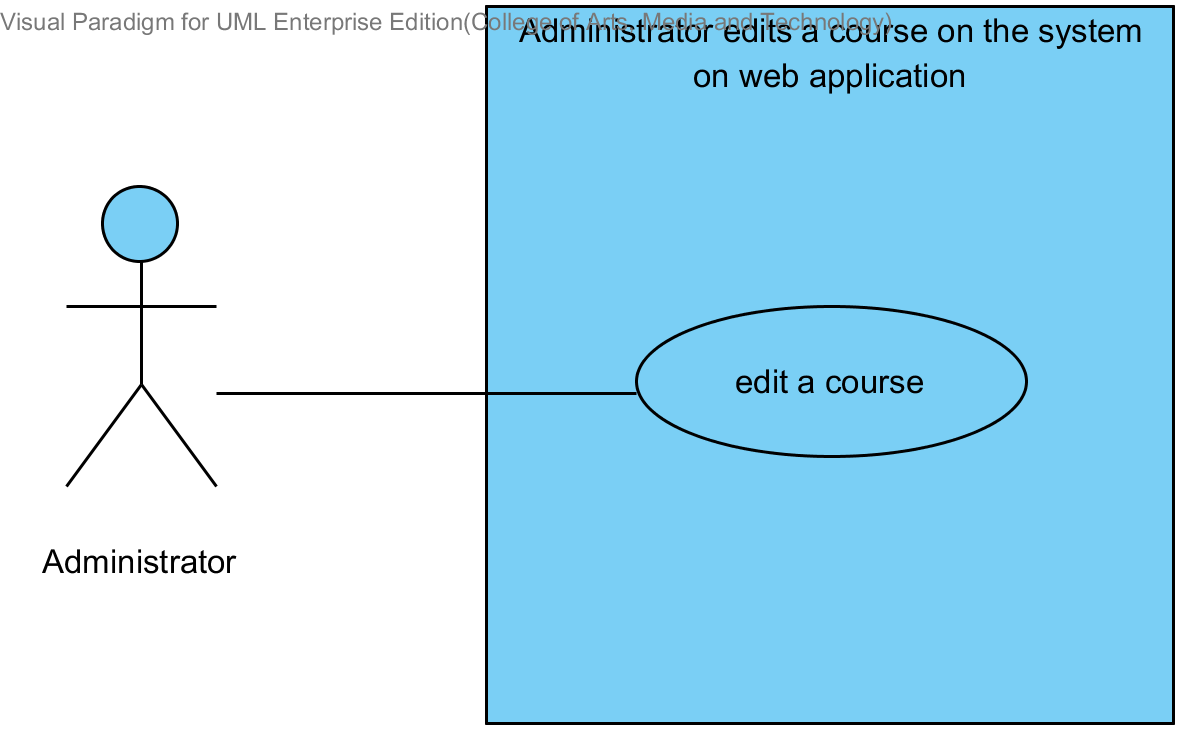 Visual Paradigm for UML Enterprise Edition(College of Arts, Media and Technology)
Administrator edits a course on the system
on web application
edit a course
Administrator